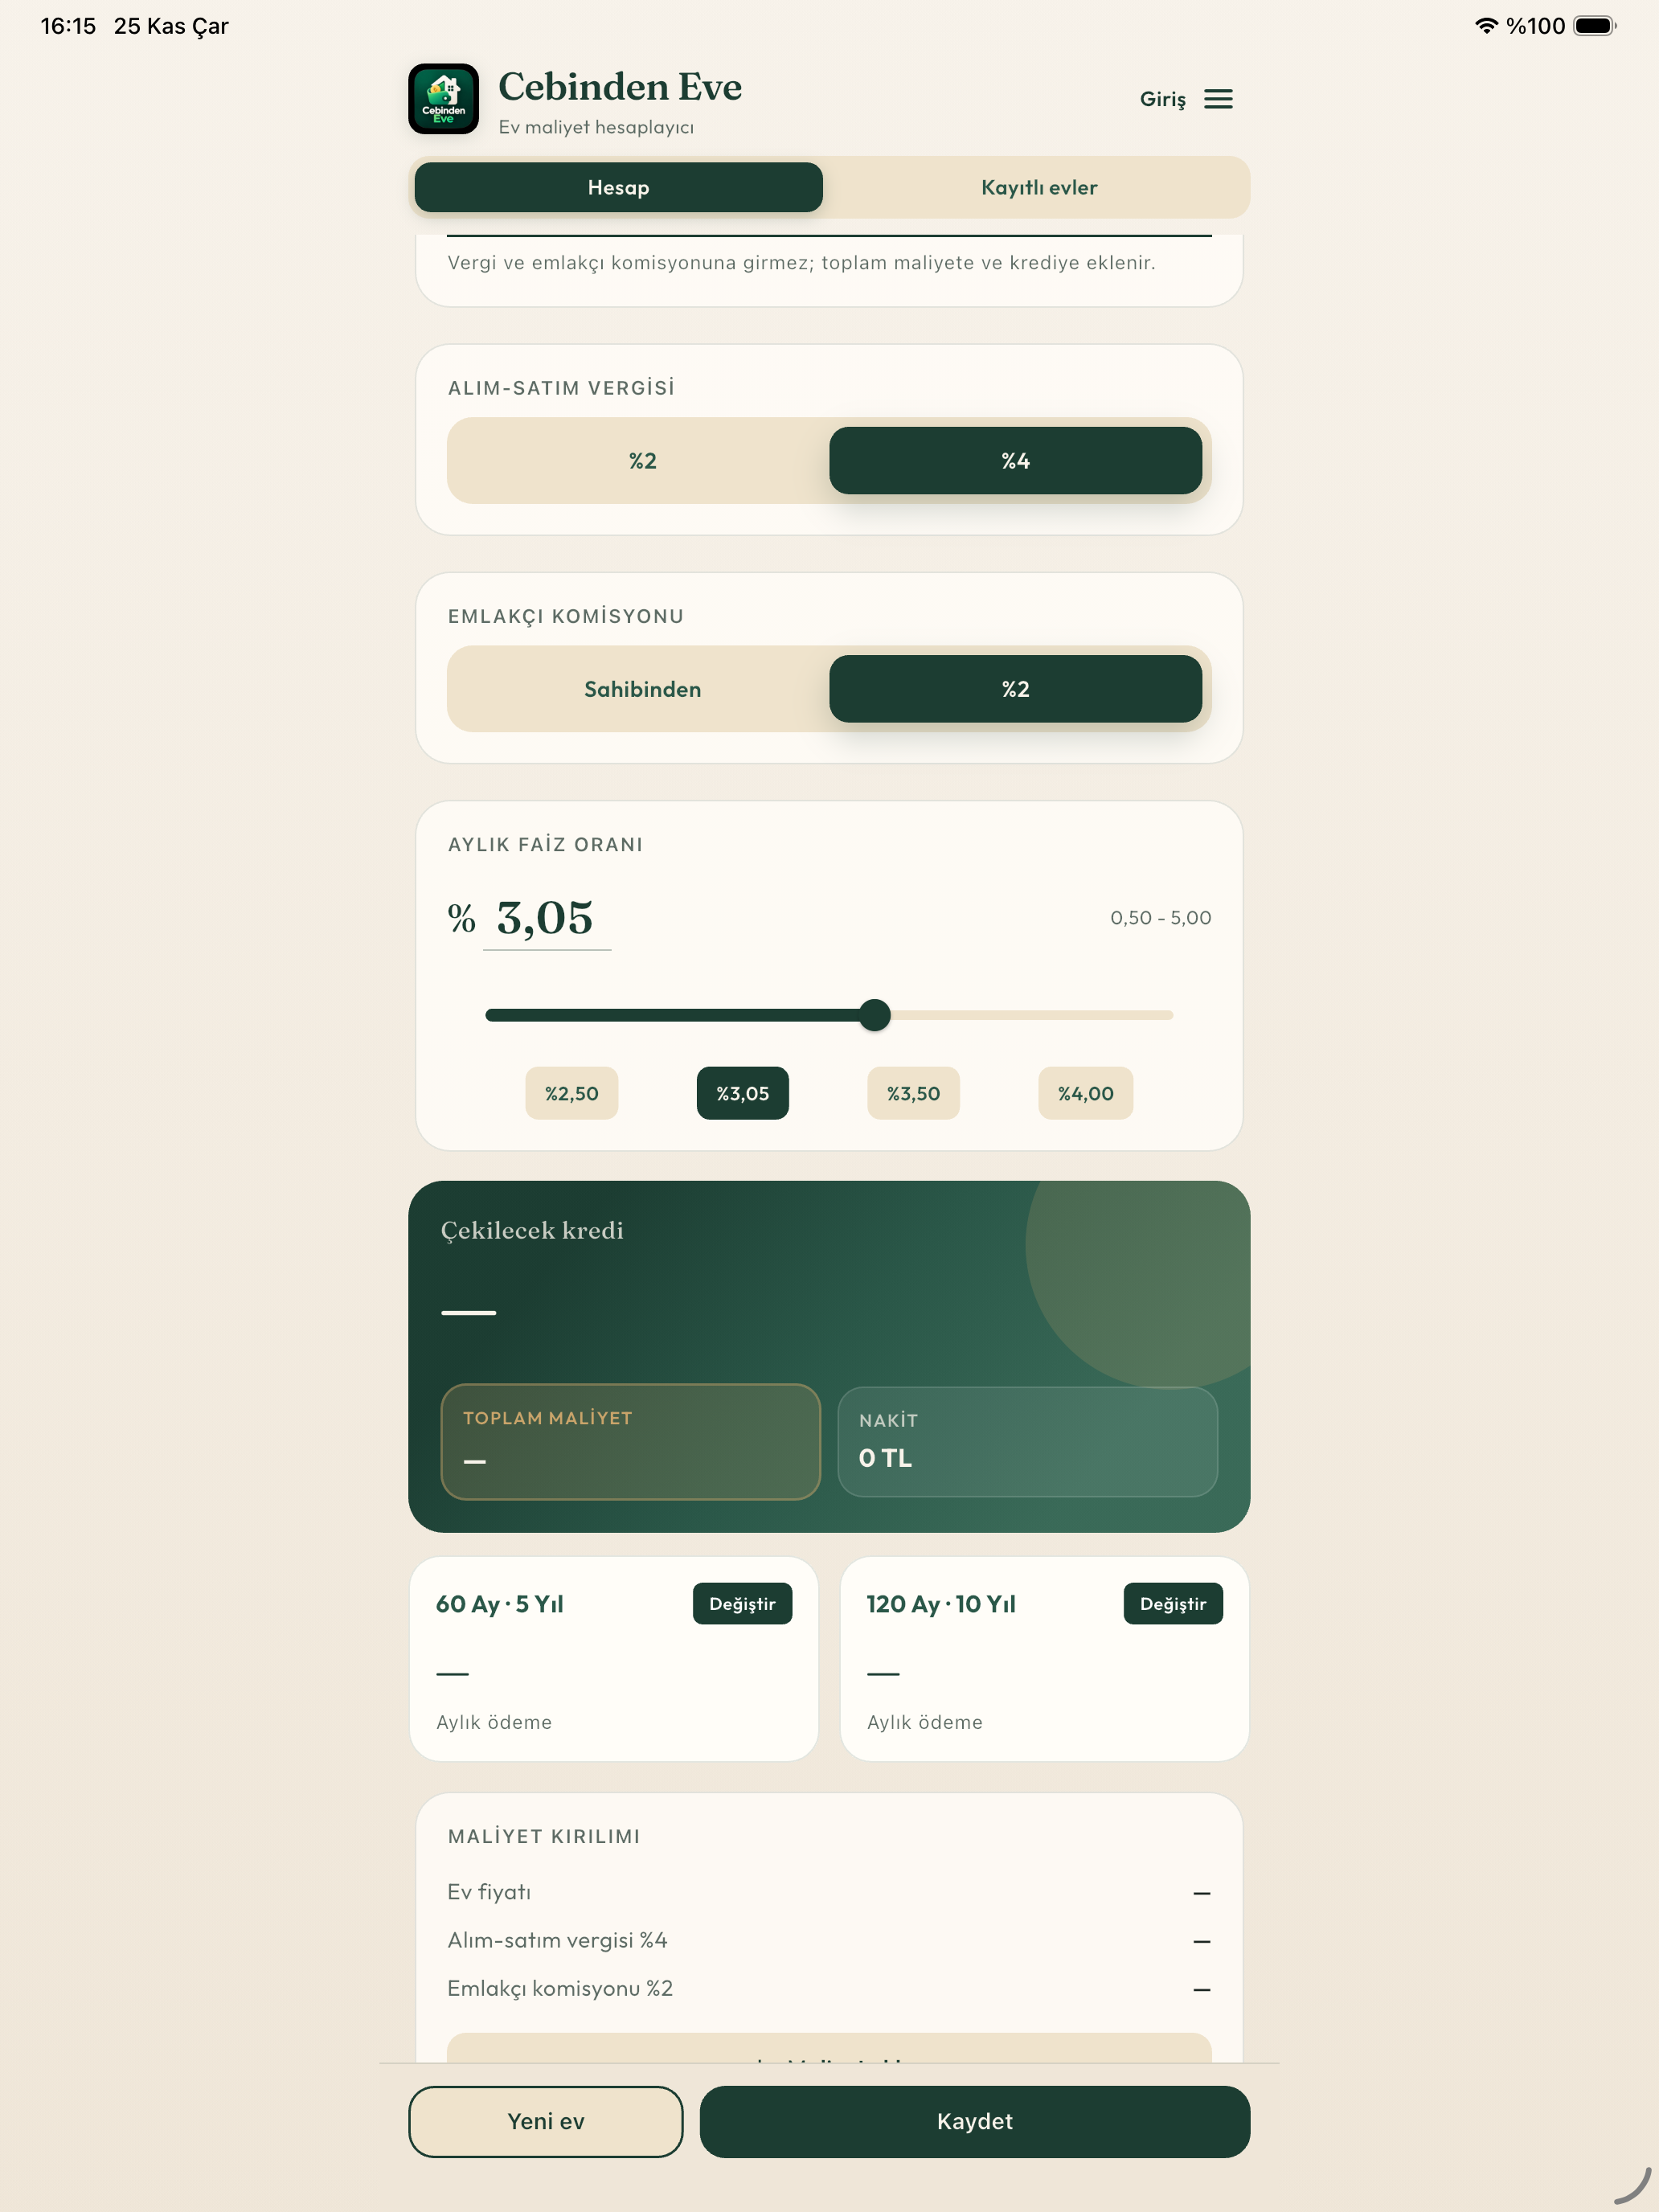 16:15 25 Kas Çar
%100
Cebinden Eve
Cebinden Eve
Ev maliyet hesaplayıcı
Giriş
Hesap
Kayıtlı evler
Vergi ve emlakçı komisyonuna girmez; toplam maliyete ve krediye eklenir.
ALIM-SATIM VERGİSİ
%2
%4
EMLAKÇI KOMİSYONU
Sahibinden
%2
AYLIK FAİZ ORANI
% 3,05
0,50 - 5,00
%2,50
%3,05
%3,50
%4,00
Çekilecek kredi
—
TOPLAM MALİYET
—
NAKİT
0 TL
60 Ay · 5 Yıl
Değiştir
—
Aylık ödeme
120 Ay · 10 Yıl
Değiştir
—
Aylık ödeme
MALİYET KIRILIMI
Ev fiyatı —
Alım-satım vergisi %4 —
Emlakçı komisyonu %2 —
Yeni ev
Kaydet